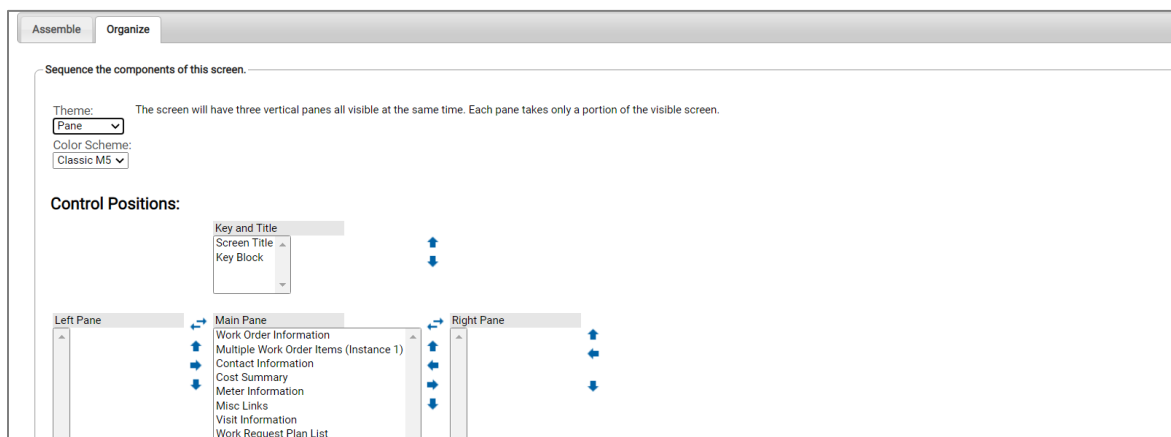 Assemble Organize
Sequence the components of this screen.
Theme: The screen will have three vertical panes all visible at the same time. Each pane takes only a portion of the visible screen.
Pane
Color Scheme:
Classic M5
Control Positions:
Key and Title
Screen Title
Key Block
Left Pane Main Pane Right Pane
Work Order Information
Multiple Work Order Items (Instance 1)
Contact Information
Cost Summary
Meter Information
Misc Links
Visit Information
Work Request Plan List